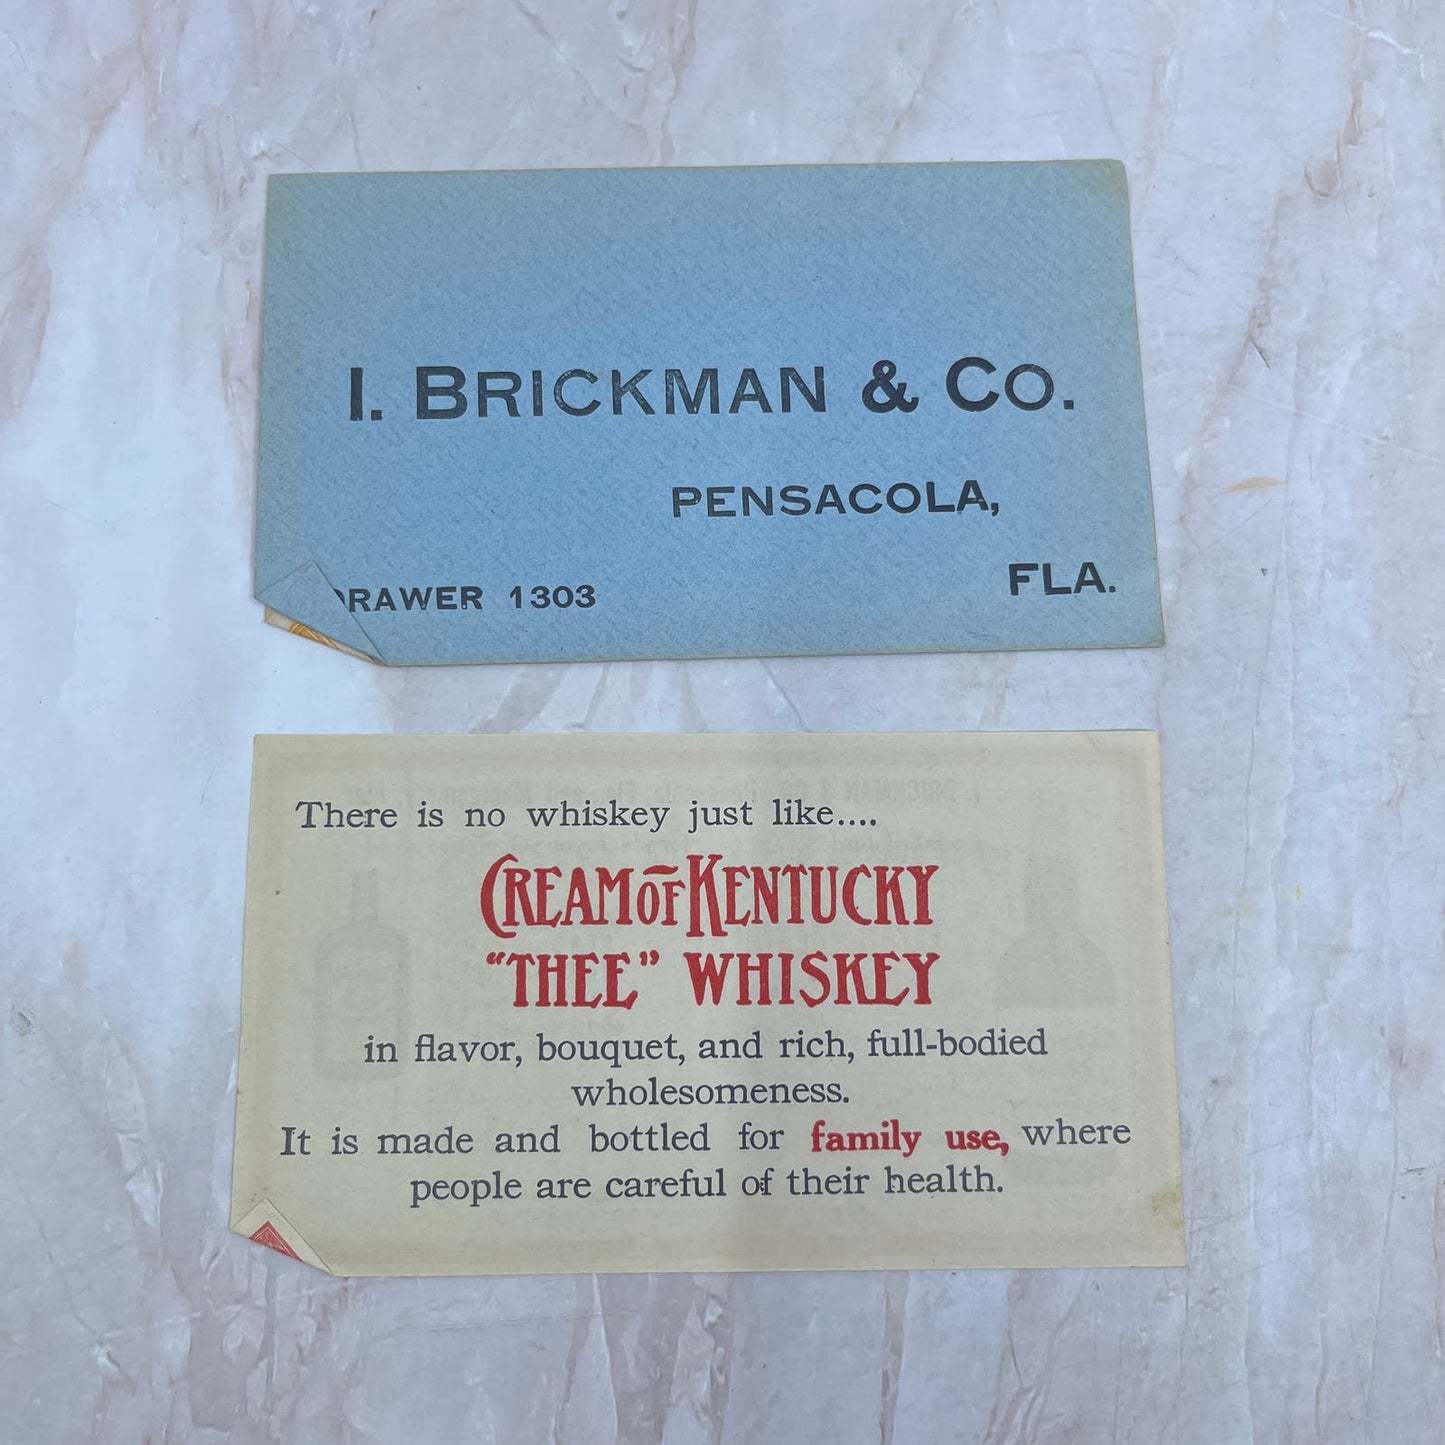 I. BRICKMAN & CO.
PENSACOLA,
FLA.
DRAWER 1303
There is no whiskey just like....
CREAM OF KENTUCKY
"THEE" WHISKEY
in flavor, bouquet, and rich, full-bodied
wholesomeness.
It is made and bottled for family use, where
people are careful of their health.